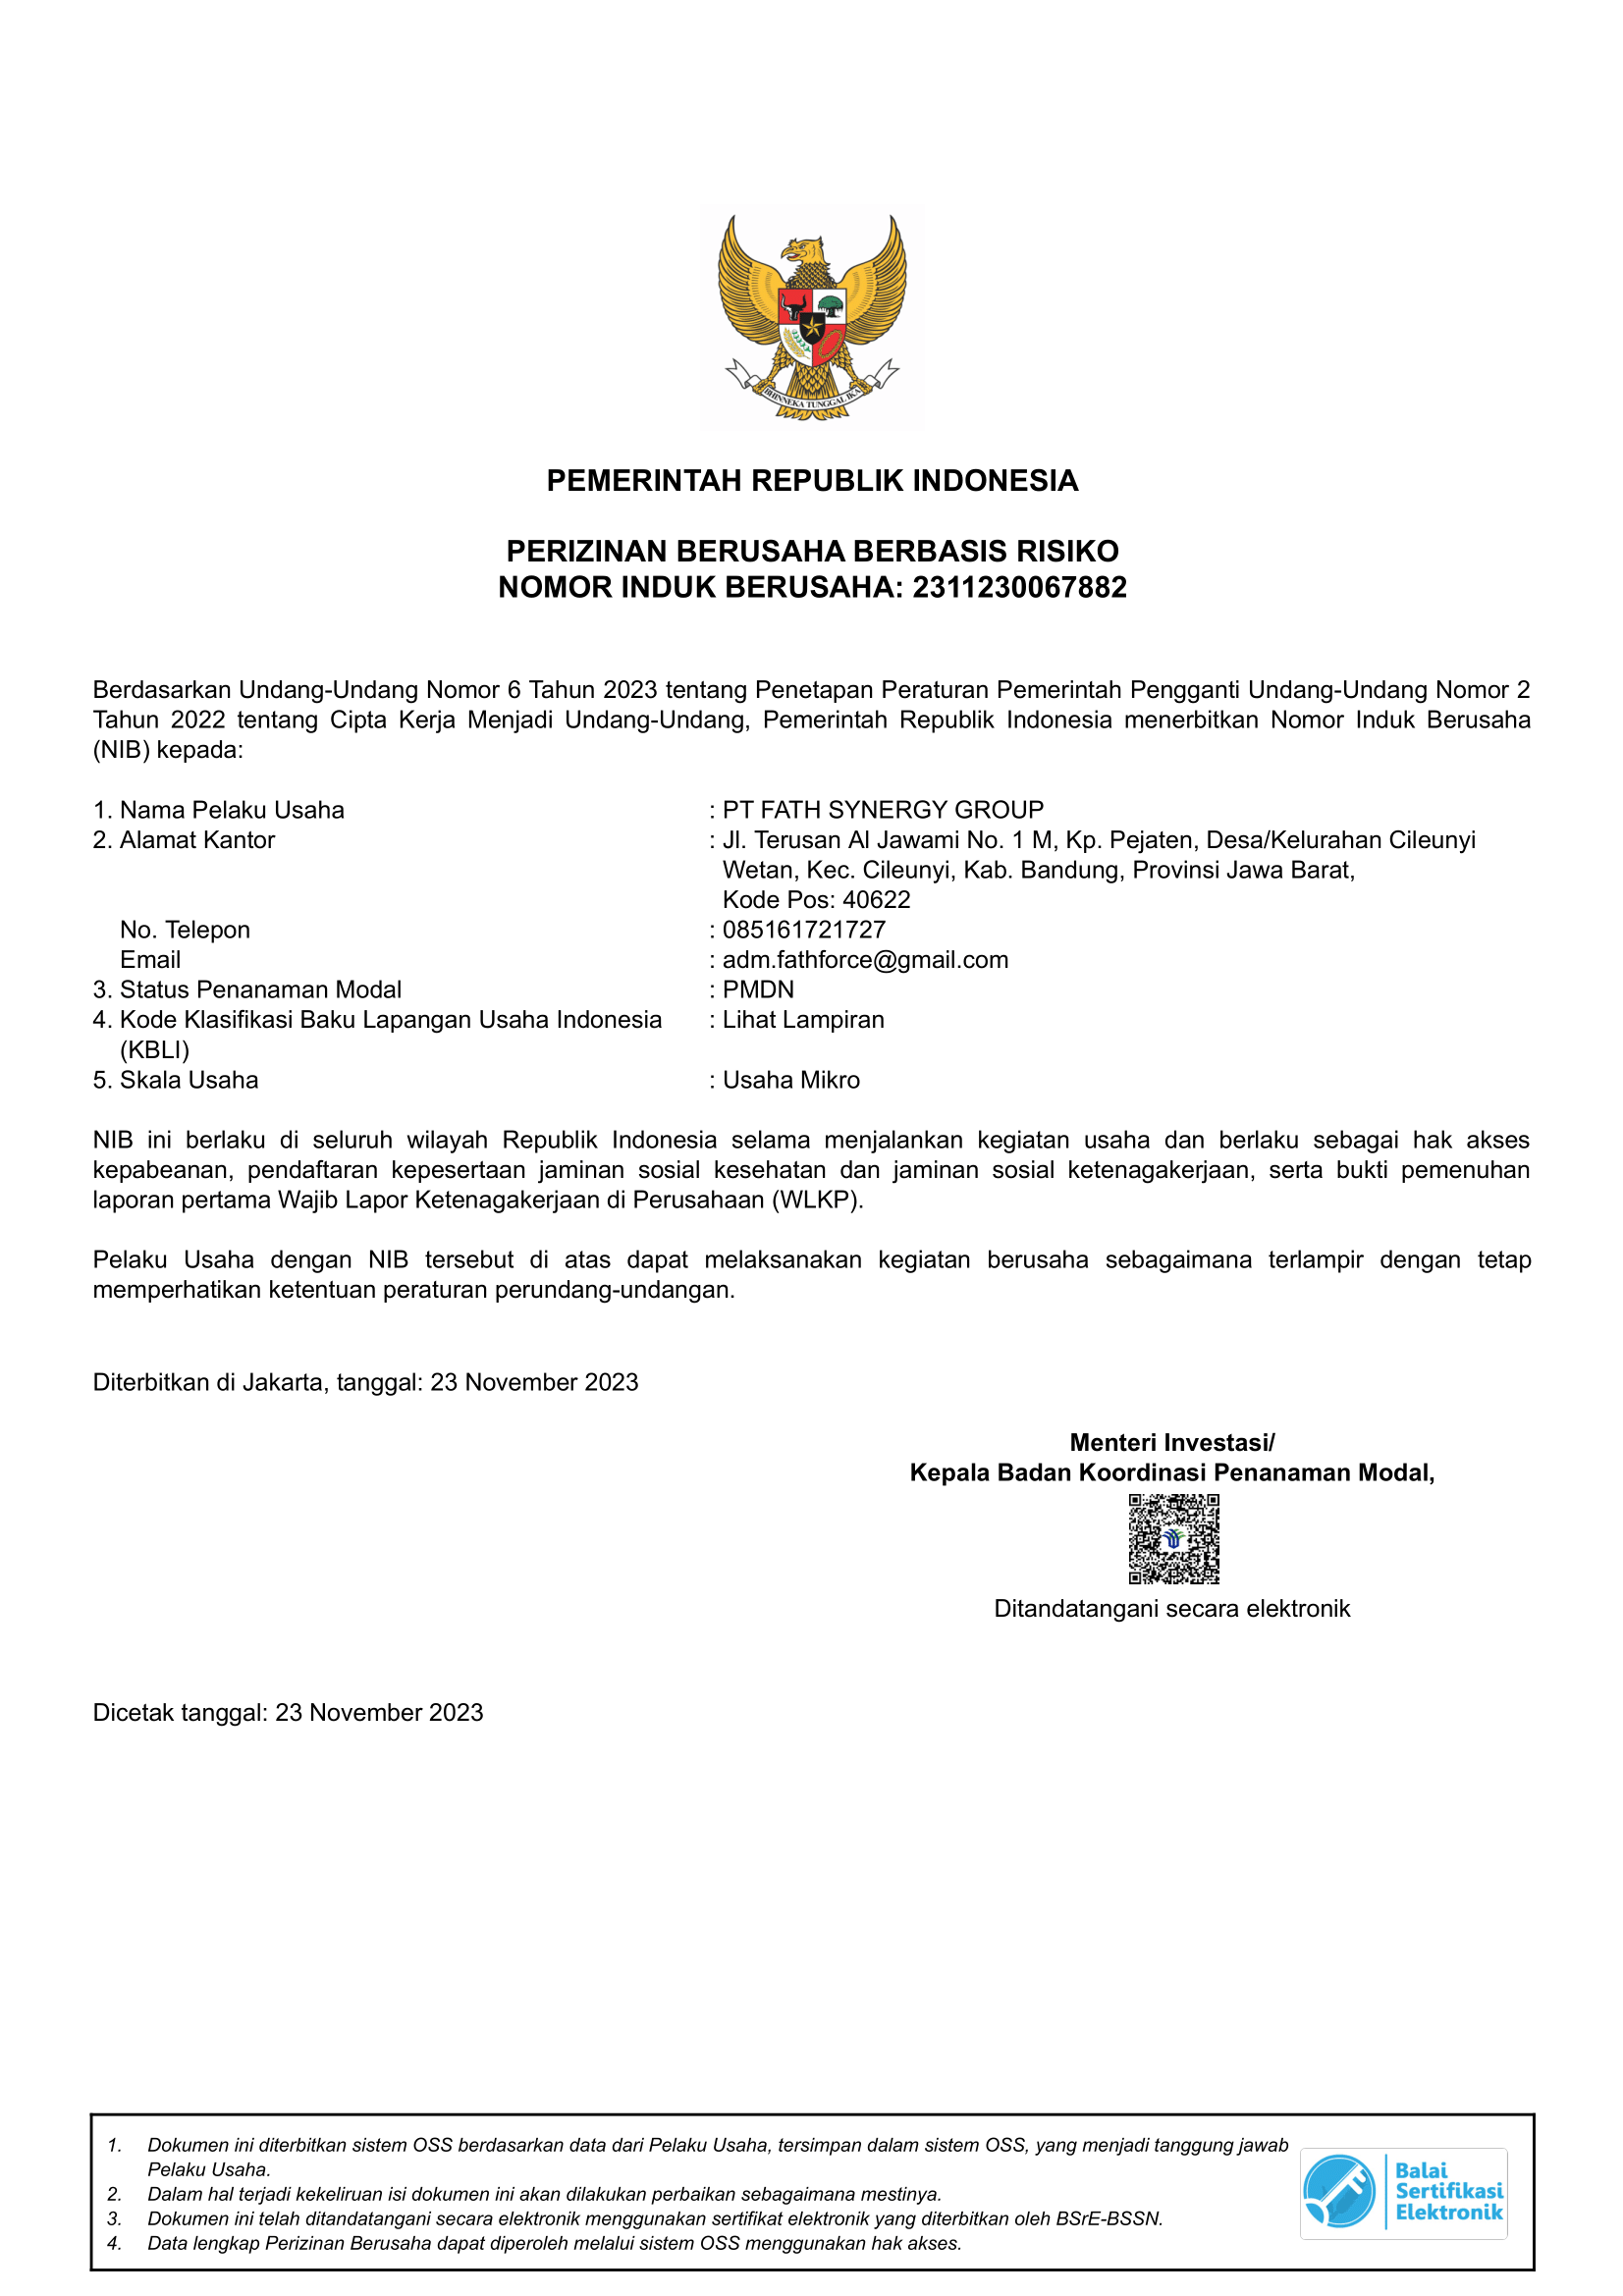 BHINNEKA TUNGGAL IKA
PEMERINTAH REPUBLIK INDONESIA
PERIZINAN BERUSAHA BERBASIS RISIKO
NOMOR INDUK BERUSAHA: 2311230067882
Berdasarkan Undang-Undang Nomor 6 Tahun 2023 tentang Penetapan Peraturan Pemerintah Pengganti Undang-Undang Nomor 2
Tahun 2022 tentang Cipta Kerja Menjadi Undang-Undang, Pemerintah Republik Indonesia menerbitkan Nomor Induk Berusaha
(NIB) kepada:
1. Nama Pelaku Usaha : PT FATH SYNERGY GROUP
2. Alamat Kantor : Jl. Terusan Al Jawami No. 1 M, Kp. Pejaten, Desa/Kelurahan Cileunyi
Wetan, Kec. Cileunyi, Kab. Bandung, Provinsi Jawa Barat,
Kode Pos: 40622
No. Telepon : 085161721727
Email : adm.fathforce@gmail.com
3. Status Penanaman Modal : PMDN
4. Kode Klasifikasi Baku Lapangan Usaha Indonesia : Lihat Lampiran
(KBLI)
5. Skala Usaha : Usaha Mikro
NIB ini berlaku di seluruh wilayah Republik Indonesia selama menjalankan kegiatan usaha dan berlaku sebagai hak akses
kepabeanan, pendaftaran kepesertaan jaminan sosial kesehatan dan jaminan sosial ketenagakerjaan, serta bukti pemenuhan
laporan pertama Wajib Lapor Ketenagakerjaan di Perusahaan (WLKP).
Pelaku Usaha dengan NIB tersebut di atas dapat melaksanakan kegiatan berusaha sebagaimana terlampir dengan tetap
memperhatikan ketentuan peraturan perundang-undangan.
Diterbitkan di Jakarta, tanggal: 23 November 2023
Menteri Investasi/
Kepala Badan Koordinasi Penanaman Modal,
Ditandatangani secara elektronik
Dicetak tanggal: 23 November 2023
1. Dokumen ini diterbitkan sistem OSS berdasarkan data dari Pelaku Usaha, tersimpan dalam sistem OSS, yang menjadi tanggung jawab
Pelaku Usaha.
2. Dalam hal terjadi kekeliruan isi dokumen ini akan dilakukan perbaikan sebagaimana mestinya.
3. Dokumen ini telah ditandatangani secara elektronik menggunakan sertifikat elektronik yang diterbitkan oleh BSrE-BSSN.
4. Data lengkap Perizinan Berusaha dapat diperoleh melalui sistem OSS menggunakan hak akses.
Balai
Sertifikasi
Elektronik